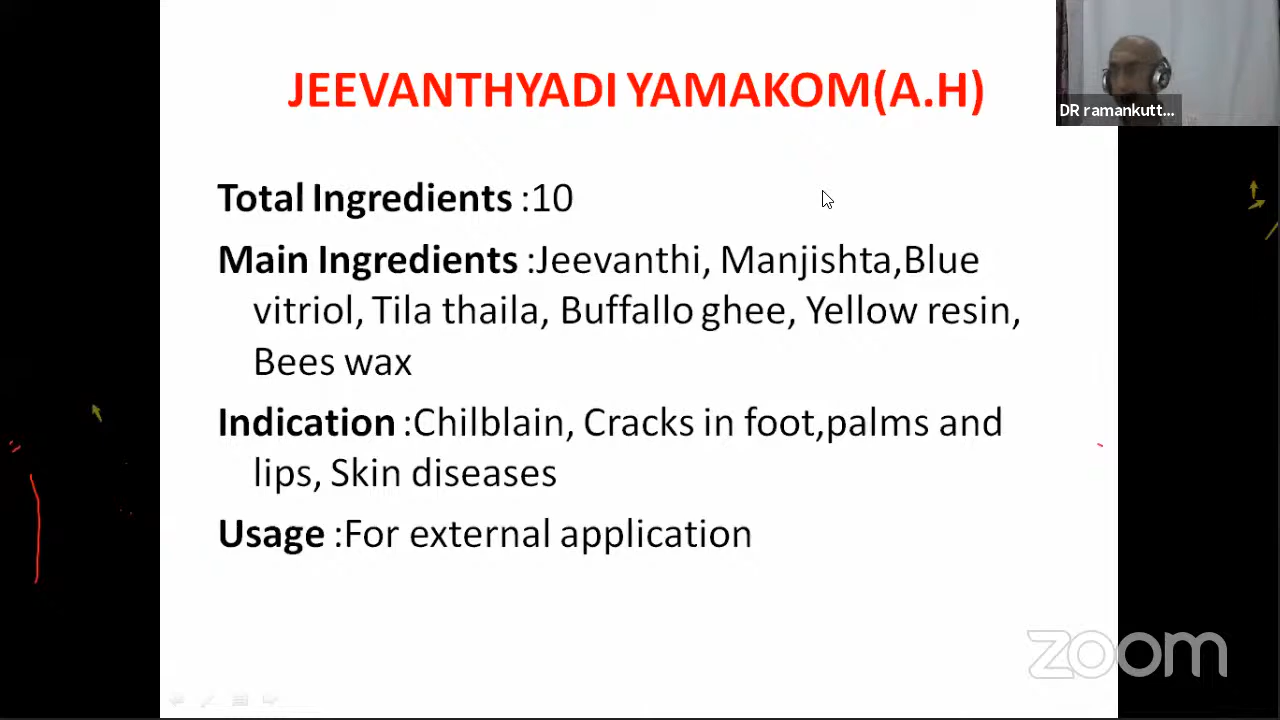 JEEVANTHYADI YAMAKOM(A.H)
DR ramankutt...
Total Ingredients :10
Main Ingredients :Jeevanthi, Manjishta,Blue
vitriol, Tila thaila, Buffallo ghee, Yellow resin,
Bees wax
Indication :Chilblain, Cracks in foot,palms and
lips, Skin diseases
Usage :For external application
zoom